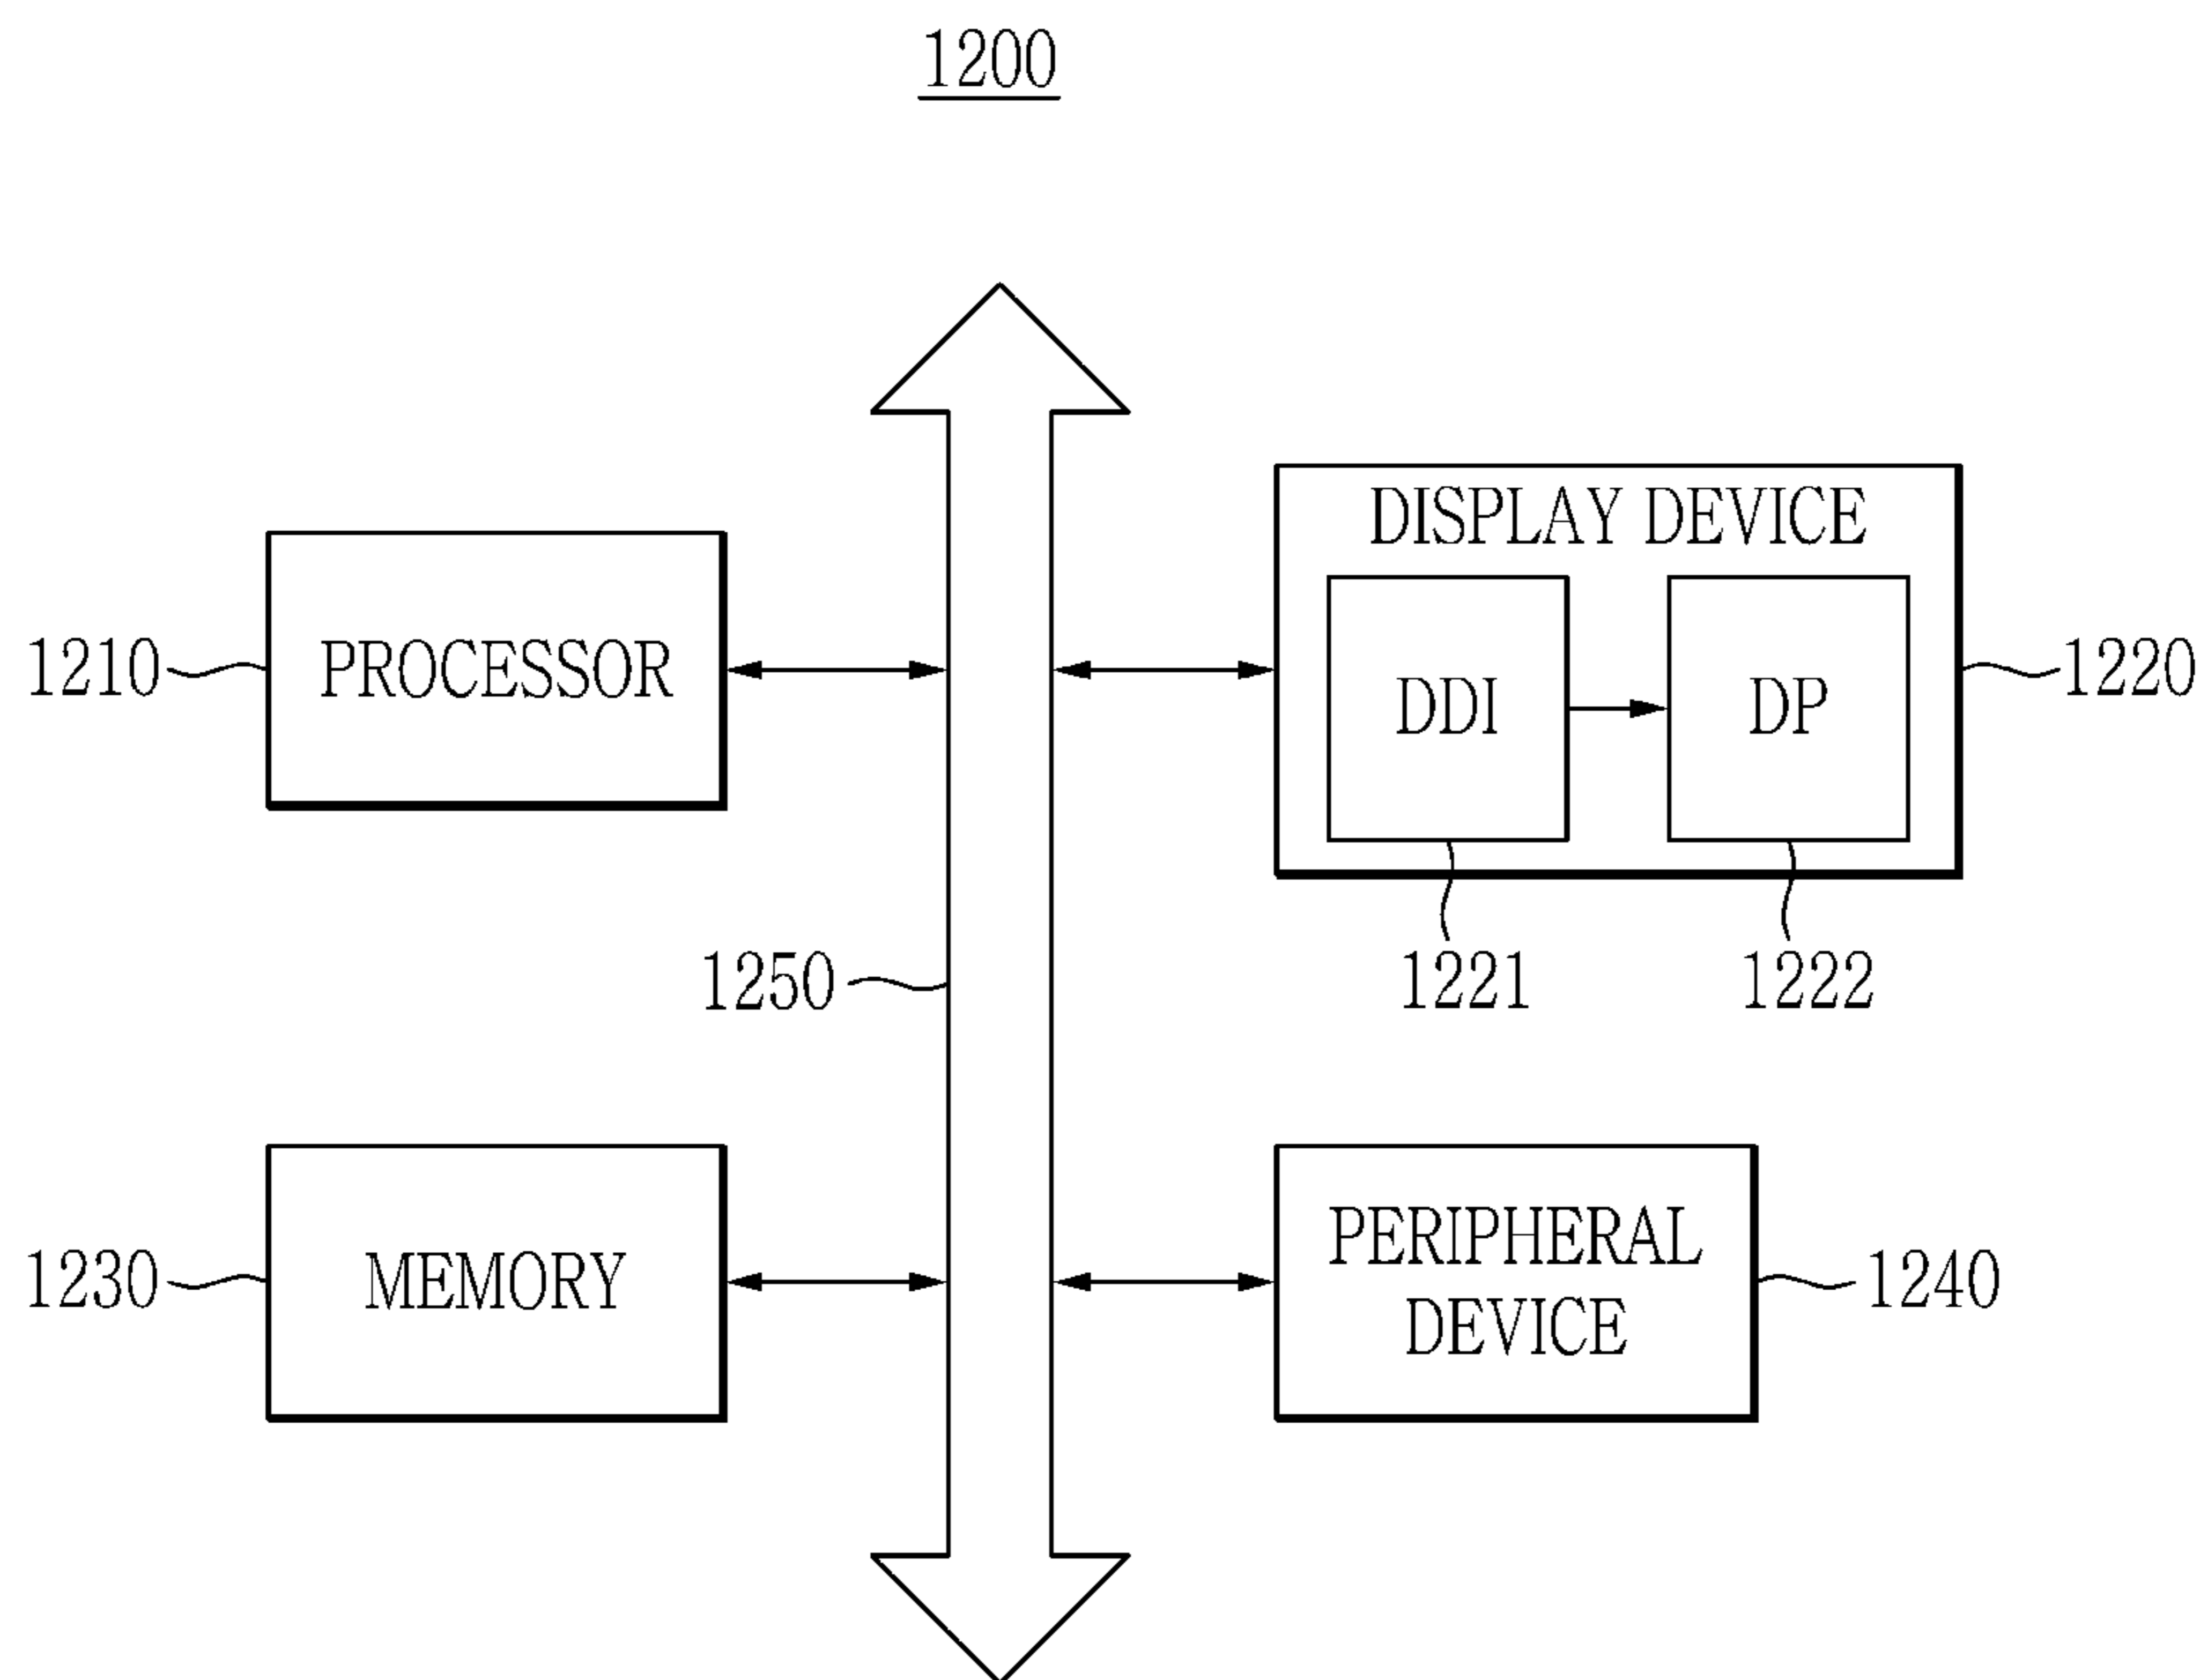 1200
DISPLAY DEVICE
1210
PROCESSOR
DDI
DP
1220
1250
1221
1222
1230
MEMORY
PERIPHERAL
DEVICE
1240